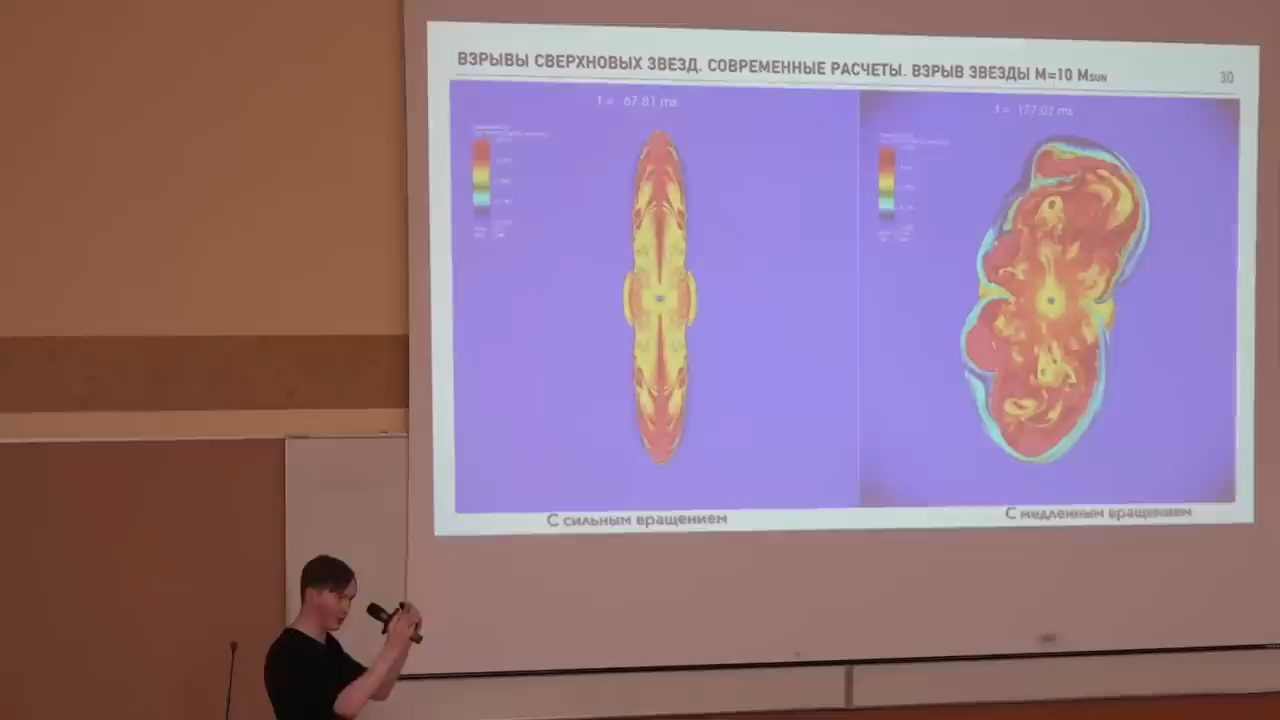 ВЗРЫВЫ СВЕРХНОВЫХ ЗВЕЗД. СОВРЕМЕННЫЕ РАСЧЕТЫ. ВЗРЫВ ЗВЕЗДЫ M=10 MSUN
30
t = 67.81 ms
t = 177.02 ms
С сильным вращением
С медленным вращением